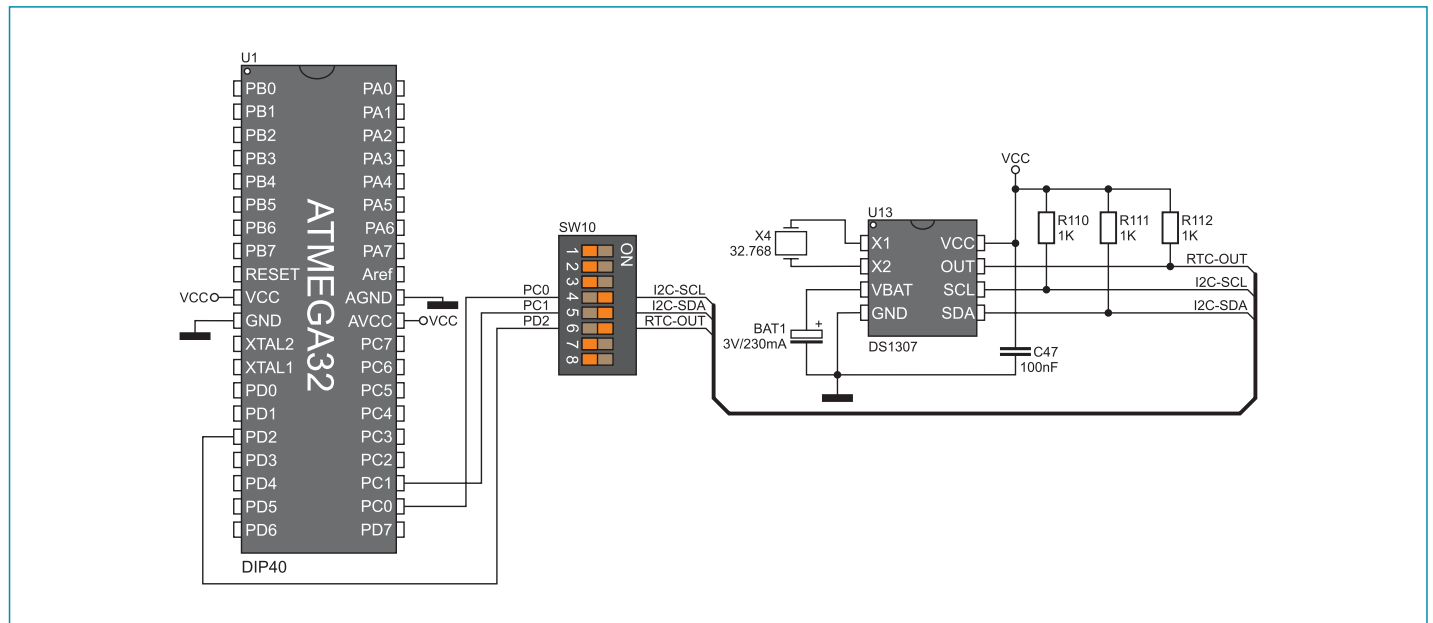 U1
PB0
PB1
PB2
PB3
PB4
PB5
PB6
PB7
RESET
VCC
GND
XTAL2
XTAL1
PD0
PD1
PD2
PD3
PD4
PD5
PD6
ATMEGA32
PA0
PA1
PA2
PA3
PA4
PA5
PA6
PA7
Aref
AGND
AVCC
PC7
PC6
PC5
PC4
PC3
PC2
PC1
PC0
PD7
DIP40
VCC
VCC
PC0
PC1
PD2
SW10
1
2
3
4
5
6
7
8
ON
I2C-SCL
I2C-SDA
RTC-OUT
X4
32.768
BAT1
3V/230mA
+
U13
X1
X2
VBAT
GND
VCC
OUT
SCL
SDA
DS1307
VCC
R110
1K
R111
1K
R112
1K
RTC-OUT
I2C-SCL
I2C-SDA
C47
100nF